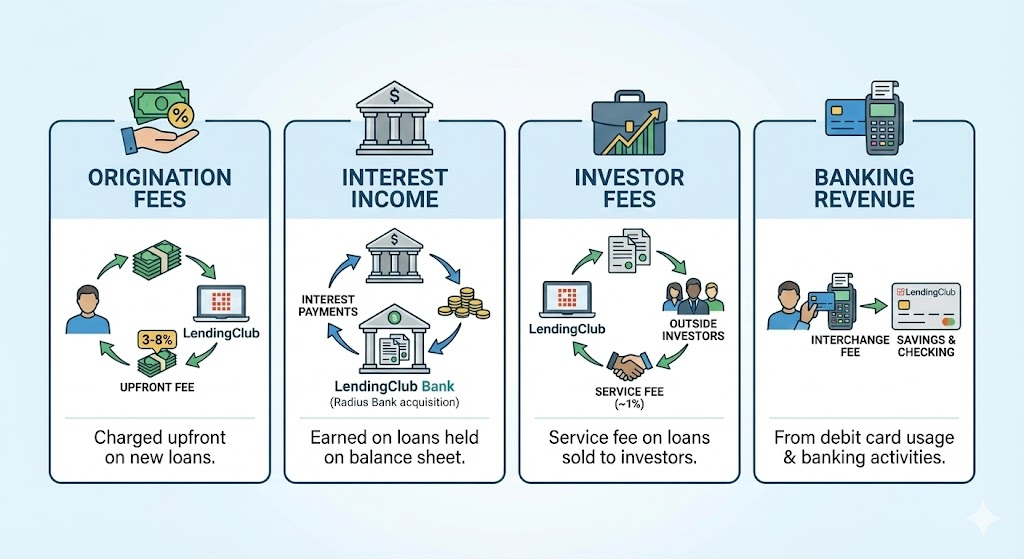 ORIGINATION
FEES
3-8%
LendingClub
UPFRONT FEE
Charged upfront
on new loans.
$
INTEREST
INCOME
$
INTEREST
PAYMENTS
$
LendingClub Bank
(Radius Bank acquisition)
Earned on loans held
on balance sheet.
INVESTOR
FEES
LendingClub
OUTSIDE
INVESTORS
SERVICE FEE
(~1%)
Service fee on loans
sold to investors.
BANKING
REVENUE
LendingClub
INTERCHANGE
FEE
SAVINGS &
CHECKING
From debit card usage
& banking activities.
%